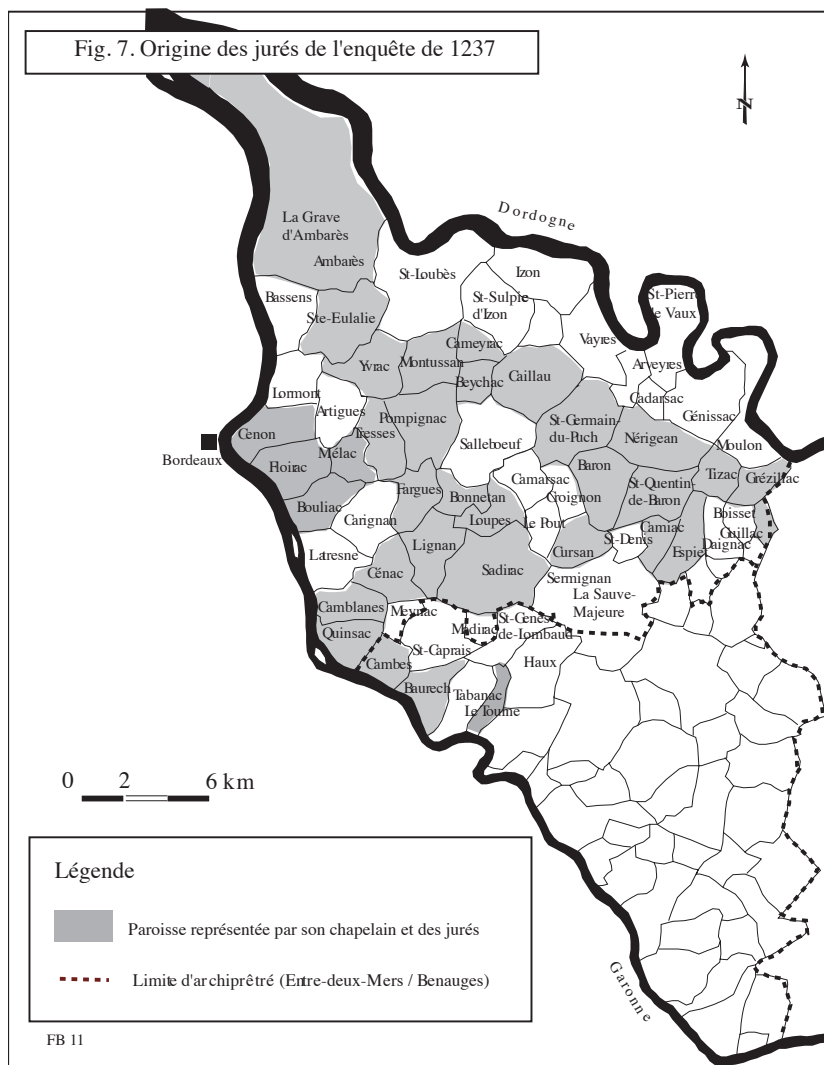 Fig. 7. Origine des jurés de l'enquête de 1237
N
Dordogne
La Grave
d'Ambarès
Ambarès
St-Loubès
Izon
Bassens
St-Sulpie
d'Izon
St-Pierre
de Vaux
Ste-Eulalie
Vayres
Cameyrac
Arveyres
Yvrac
Montussan
Beychac
Caillau
Cadarsac
Lormont
Artigues
Génissac
Pompignac
St-Germain-
du-Puch
Cenon
Tresses
Salleboeuf
Nérigean
Moulon
Bordeaux
Mélac
Floirac
Baron
Tizac
Grézillac
Fargues
Bonnetan
Camarsac
Croignon
St-Quentin-
de-Baron
Bouliac
Carignan
Loupes
Le Pout
Camiac
Boisset
Guillac
Latresne
Lignan
Cursan
St-Denis
Espiet
Daignac
Cénac
Sadirac
Sermignan
La Sauve-
Majeure
Camblanes
Meynac
St-Genès
-de-Lombaud
Quinsac
Madirac
St-Caprais
Cambes
Haux
Baurech
Tabanac
Le Tourne
0 2 6 km
Garonne
Légende
Paroisse représentée par son chapelain et des jurés
Limite d'archiprêtré (Entre-deux-Mers / Benauges)
FB 11